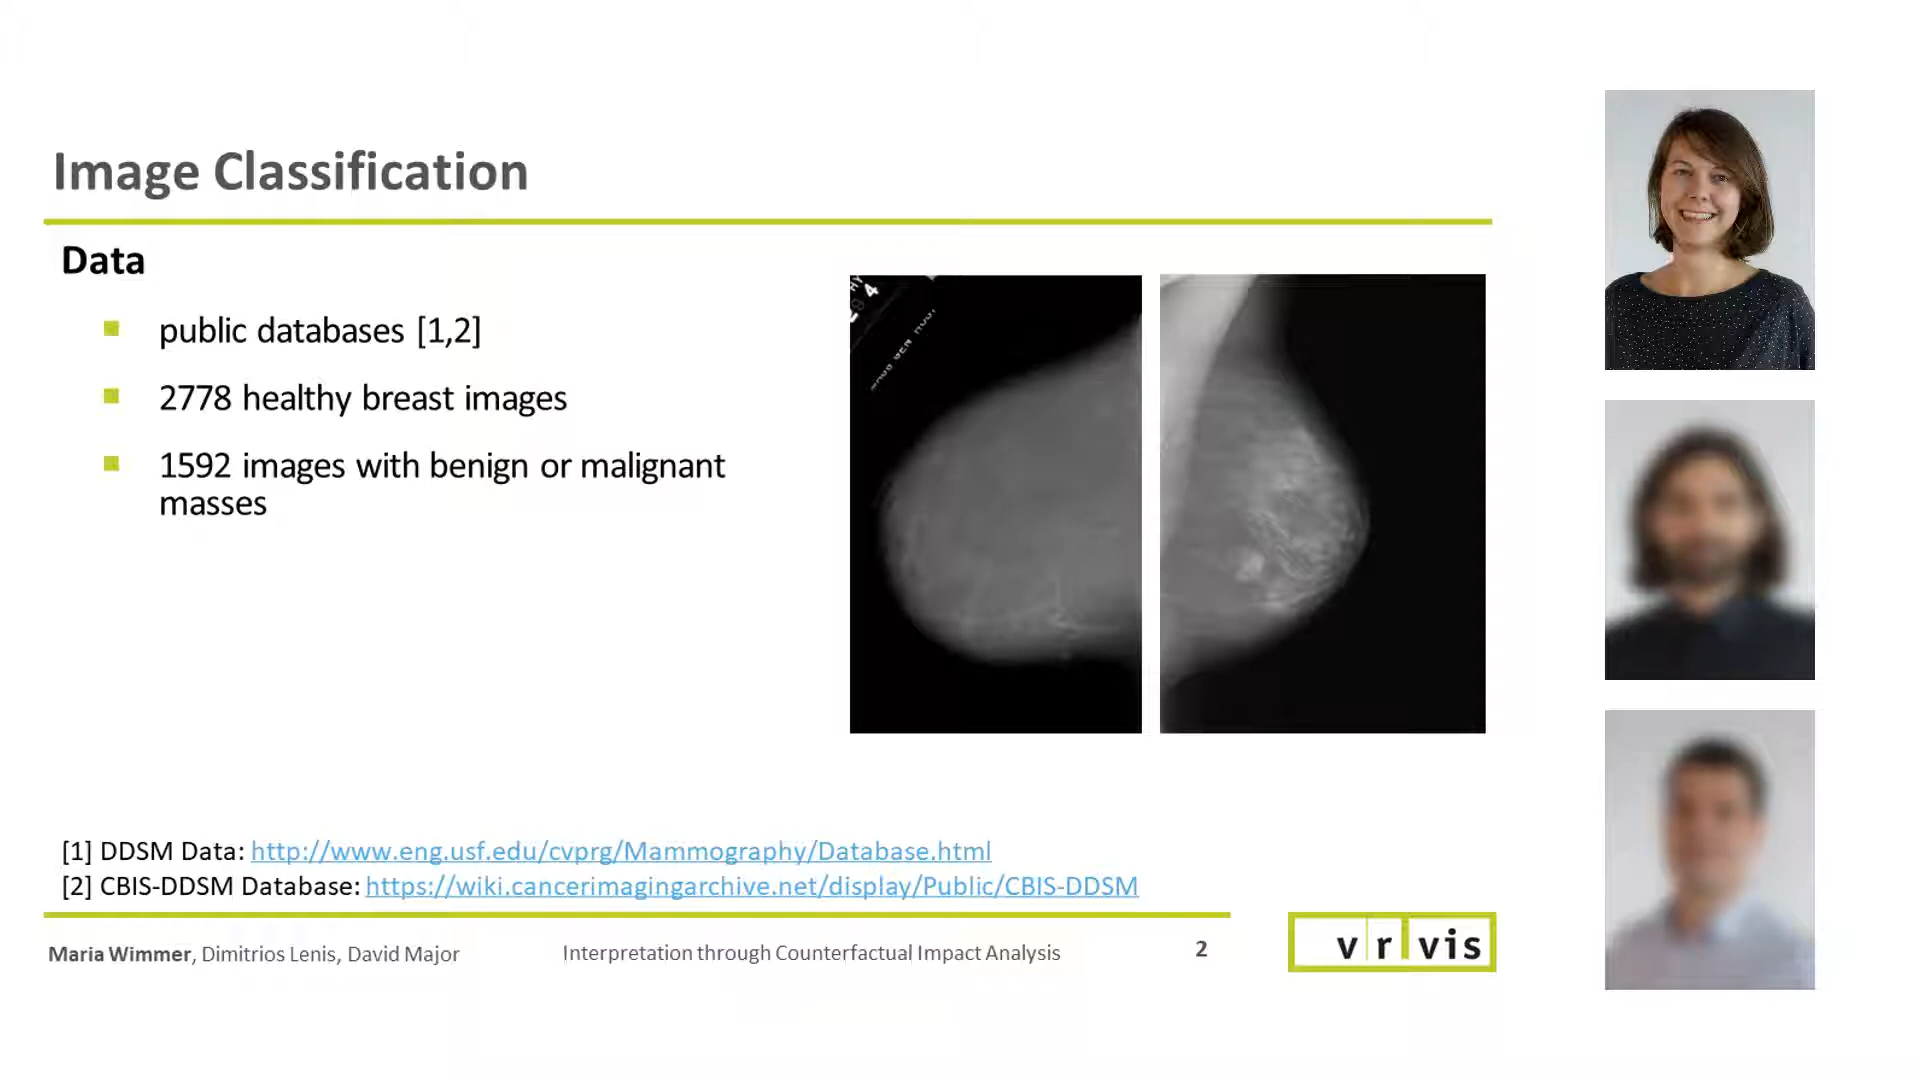 Image Classification
Data
public databases [1,2]
2778 healthy breast images
1592 images with benign or malignant
masses
4
[1] DDSM Data: http://www.eng.usf.edu/cvprg/Mammography/Database.html
[2] CBIS-DDSM Database: https://wiki.cancerimagingarchive.net/display/Public/CBIS-DDSM
Maria Wimmer, Dimitrios Lenis, David Major
Interpretation through Counterfactual Impact Analysis
2
vrvis